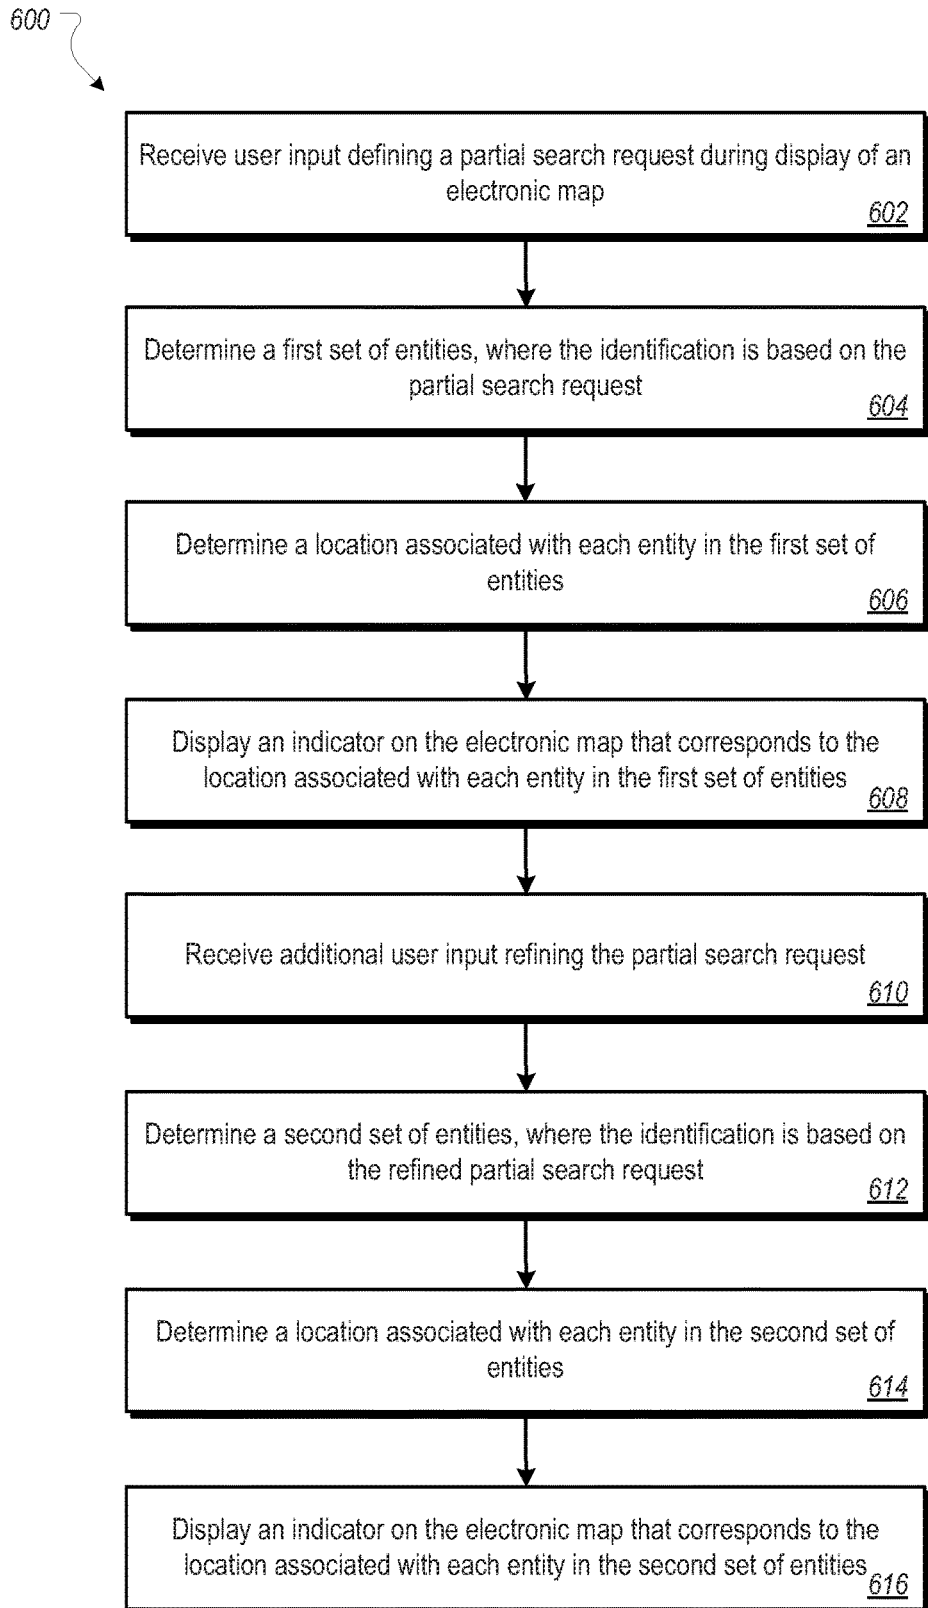 600
Receive user input defining a partial search request during display of an
electronic map
602
Determine a first set of entities, where the identification is based on the
partial search request
604
Determine a location associated with each entity in the first set of
entities
606
Display an indicator on the electronic map that corresponds to the
location associated with each entity in the first set of entities
608
Receive additional user input refining the partial search request
610
Determine a second set of entities, where the identification is based on
the refined partial search request
612
Determine a location associated with each entity in the second set of
entities
614
Display an indicator on the electronic map that corresponds to the
location associated with each entity in the second set of entities
616